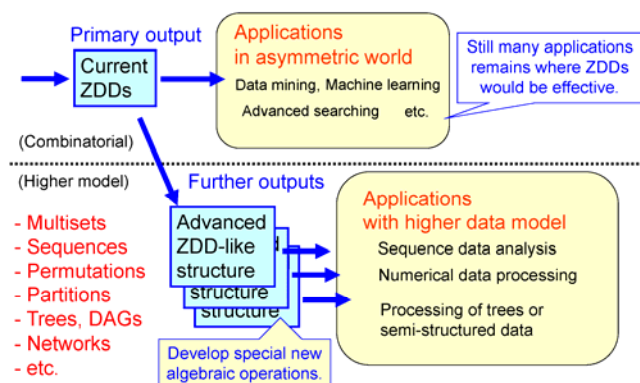 Primary output
Current
ZDDs
Applications
in asymmetric world
Data mining, Machine learning
Advanced searching etc.
Still many applications
remains where ZDDs
would be effective.
(Combinatorial)
(Higher model)
- Multisets
- Sequences
- Permutations
- Partitions
- Trees, DAGs
- Networks
- etc.
Further outputs
Advanced
ZDD-like
structure
d
structure
structure
Develop special new
algebraic operations.
Applications
with higher data model
Sequence data analysis
Numerical data processing
Processing of trees or
semi-structured data